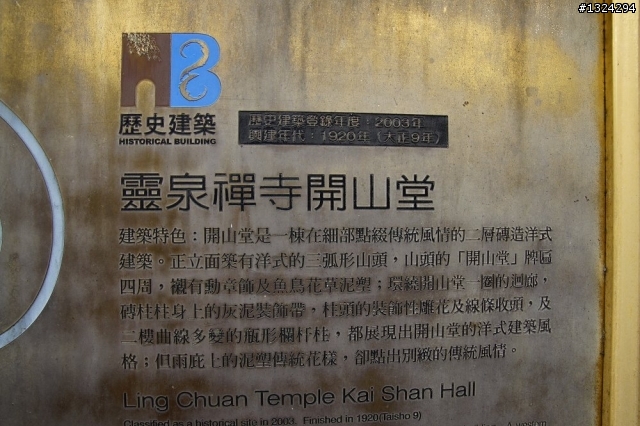 #1324294
歷史建築
HISTORICAL BUILDING
歷史建築登錄年度：2003年
興建年代：1920年（大正9年）
靈泉禪寺開山堂
建築特色：開山堂是一棟在細部點綴傳統風情的二層磚造洋式
建築。正立面築有洋式的三弧形山頭，山頭的「開山堂」牌匾
四周，襯有勳章飾及魚鳥花草泥塑；環繞開山堂一圈的迴廊，
磚柱柱身上的灰泥裝飾帶，柱頭的裝飾性雕花及線條收頭，及
二樓曲線多變的瓶形欄杆柱，都展現出開山堂的洋式建築風
格；但兩庇上的泥塑傳統花樣，卻點出別緻的傳統風情。
Ling Chuan Temple Kai Shan Hall
Classified as a historical site in 2003. Finished in 1920(Taisho 9)